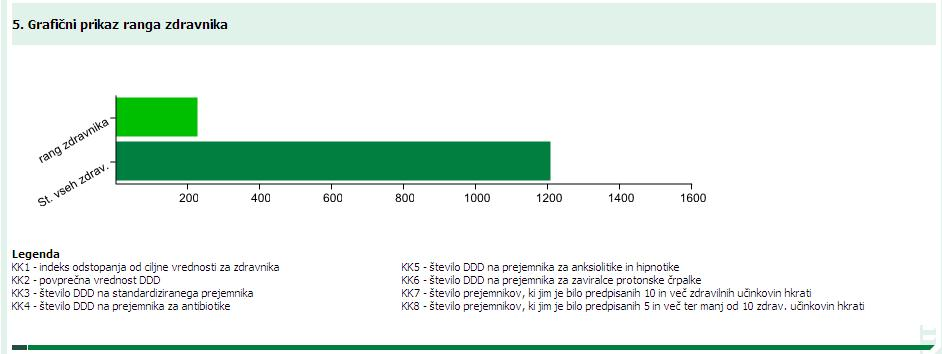 5. Grafični prikaz ranga zdravnika
rang zdravnika
St. vseh zdrav.
200 400 600 800 1000 1200 1400 1600
Legenda
KK1 - indeks odstopanja od ciljne vrednosti za zdravnika
KK2 - povprečna vrednost DDD
KK3 - število DDD na standardiziranega prejemnika
KK4 - število DDD na prejemnika za antibiotike
KK5 - število DDD na prejemnika za anksiolitike in hipnotike
KK6 - število DDD na prejemnika za zaviralce protonske črpalke
KK7 - število prejemnikov, ki jim je bilo predpisanih 10 in več zdravilnih učinkovin hkrati
KK8 - število prejemnikov, ki jim je bilo predpisanih 5 in več ter manj od 10 zdrav. učinkovin hkrati